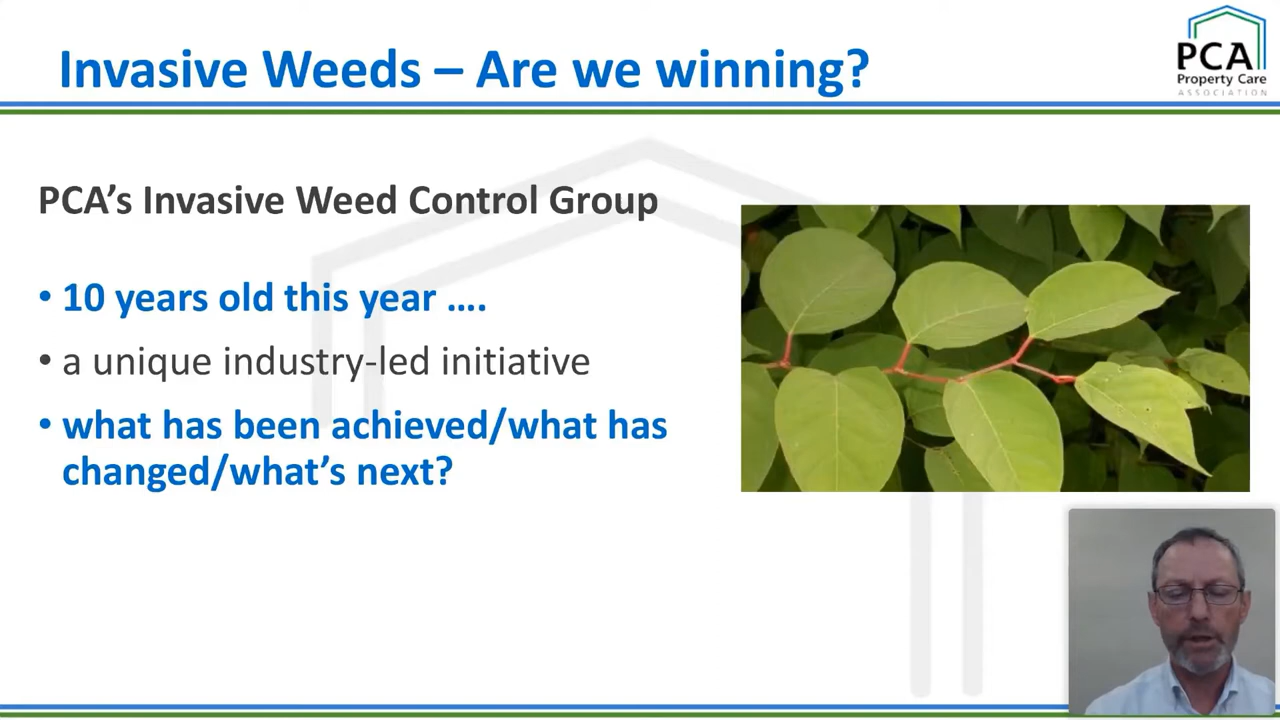 Invasive Weeds – Are we winning?
PCA
Property Care
ASSOCIATION
PCA’s Invasive Weed Control Group
• 10 years old this year ….
• a unique industry-led initiative
• what has been achieved/what has
changed/what’s next?